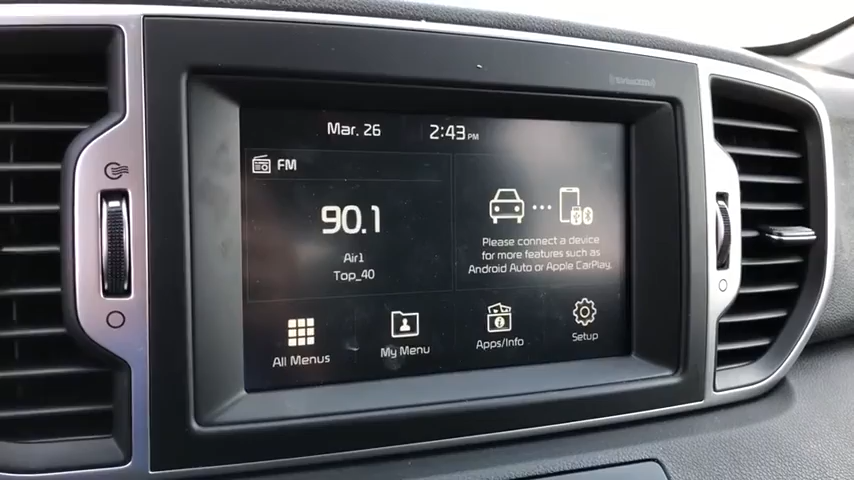 ((SiriusXM))
Mar. 26 2:43 PM
FM
90.1
Air1
Top_40
Please connect a device
for more features such as
Android Auto or Apple CarPlay.
All Menus
My Menu
Apps/Info
Setup